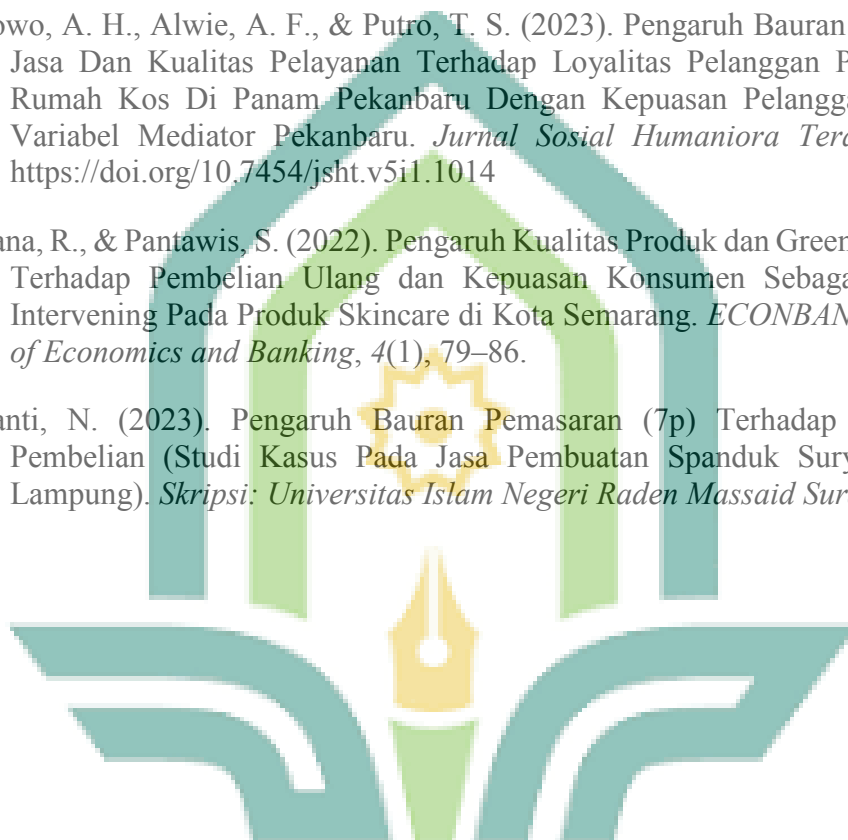 owo, A. H., Alwie, A. F., & Putro, T. S. (2023). Pengaruh Bauran
Jasa Dan Kualitas Pelayanan Terhadap Loyalitas Pelanggan P
Rumah Kos Di Panam Pekanbaru Dengan Kepuasan Pelangga
Variabel Mediator Pekanbaru. Jurnal Sosial Humaniora Tera
https://doi.org/10.7454/jsht.v5i1.1014
ana, R., & Pantawis, S. (2022). Pengaruh Kualitas Produk dan Green
Terhadap Pembelian Ulang dan Kepuasan Konsumen Sebaga
Intervening Pada Produk Skincare di Kota Semarang. ECONBAN
of Economics and Banking, 4(1), 79–86.
anti, N. (2023). Pengaruh Bauran Pemasaran (7p) Terhadap
Pembelian (Studi Kasus Pada Jasa Pembuatan Spanduk Sury
Lampung). Skripsi: Universitas Islam Negeri Raden Massaid Sur